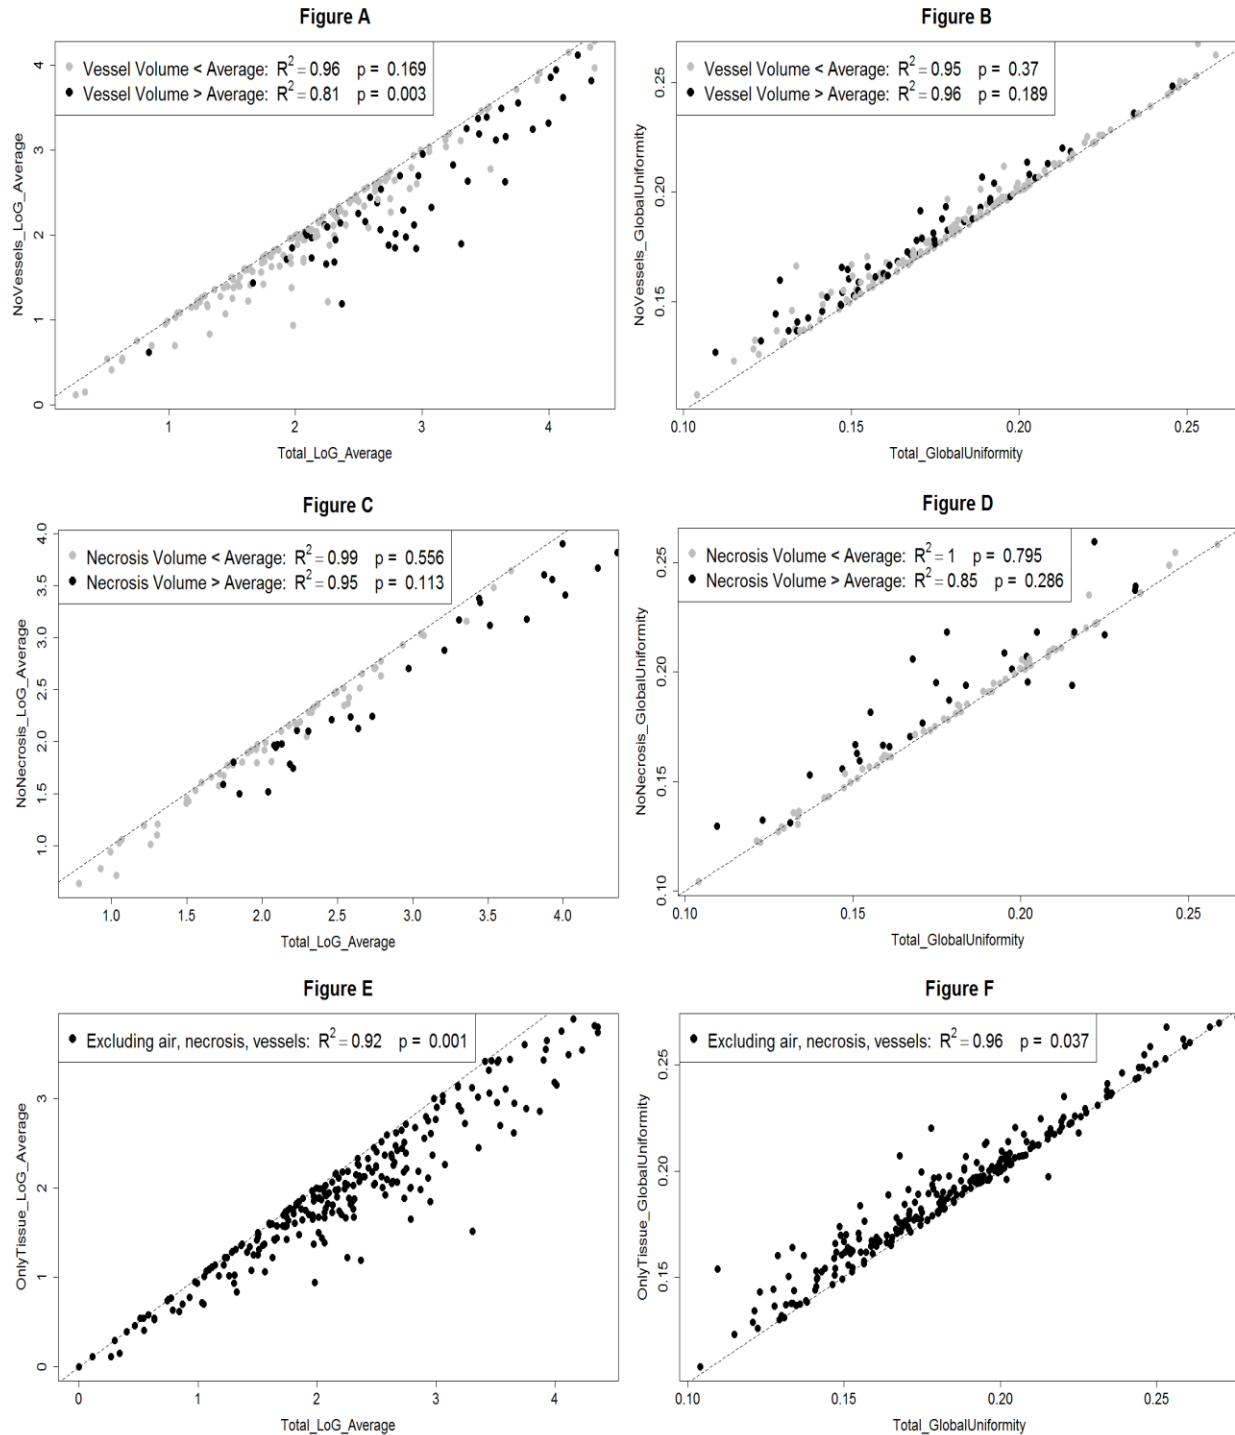 Figure A
Vessel Volume < Average: R² = 0.96 p = 0.169
Vessel Volume > Average: R² = 0.81 p = 0.003
NoVessels_LoG_Average
4
3
2
1
0
1 2 3 4
Total_LoG_Average
Figure B
Vessel Volume < Average: R² = 0.95 p = 0.37
Vessel Volume > Average: R² = 0.96 p = 0.189
NoVessels_GlobalUniformity
0.25
0.20
0.15
0.10 0.15 0.20 0.25
Total_GlobalUniformity
Figure C
Necrosis Volume < Average: R² = 0.99 p = 0.556
Necrosis Volume > Average: R² = 0.95 p = 0.113
NoNecrosis_LoG_Average
4.0
3.5
3.0
2.5
2.0
1.5
1.0
1.0 1.5 2.0 2.5 3.0 3.5 4.0
Total_LoG_Average
Figure D
Necrosis Volume < Average: R² = 1 p = 0.795
Necrosis Volume > Average: R² = 0.85 p = 0.286
NoNecrosis_GlobalUniformity
0.25
0.20
0.15
0.10
0.10 0.15 0.20 0.25
Total_GlobalUniformity
Figure E
Excluding air, necrosis, vessels: R² = 0.92 p = 0.001
OnlyTissue_LoG_Average
3
2
1
0
0 1 2 3 4
Total_LoG_Average
Figure F
Excluding air, necrosis, vessels: R² = 0.96 p = 0.037
OnlyTissue_GlobalUniformity
0.25
0.20
0.15
0.10 0.15 0.20 0.25
Total_GlobalUniformity